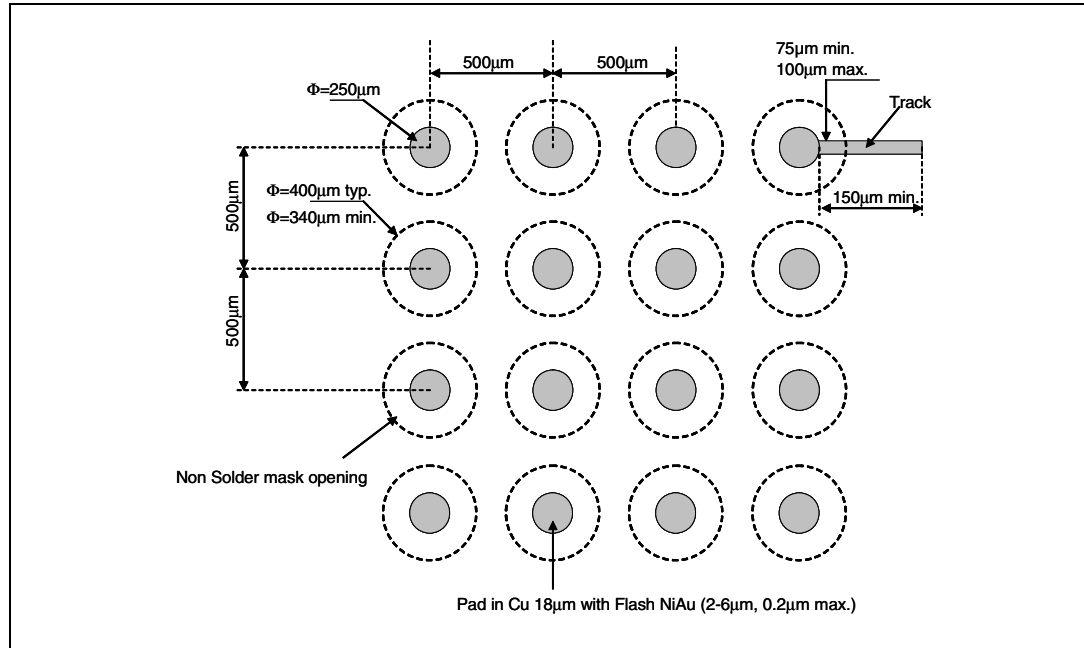 500µm
500µm
75µm min.
100µm max.
Φ=250µm
Track
500µm
Φ=400µm typ.
Φ=340µm min.
150µm min.
500µm
Non Solder mask opening
Pad in Cu 18µm with Flash NiAu (2-6µm, 0.2µm max.)